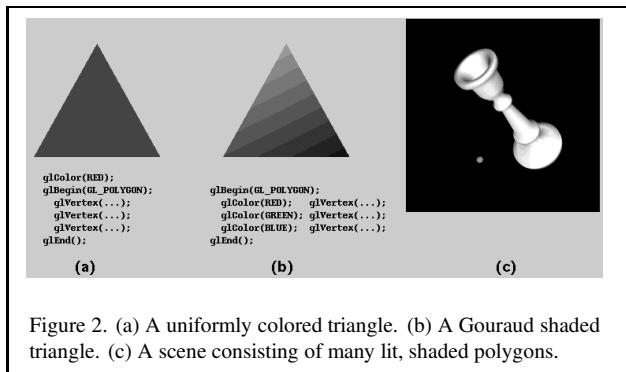 glColor(RED);
glBegin(GL_POLYGON);
glVertex(...);
glVertex(...);
glVertex(...);
glEnd();
(a)
glBegin(GL_POLYGON);
glColor(RED); glVertex(...);
glColor(GREEN); glVertex(...);
glColor(BLUE); glVertex(...);
glEnd();
(b)
(c)
Figure 2. (a) A uniformly colored triangle. (b) A Gouraud shaded
triangle. (c) A scene consisting of many lit, shaded polygons.